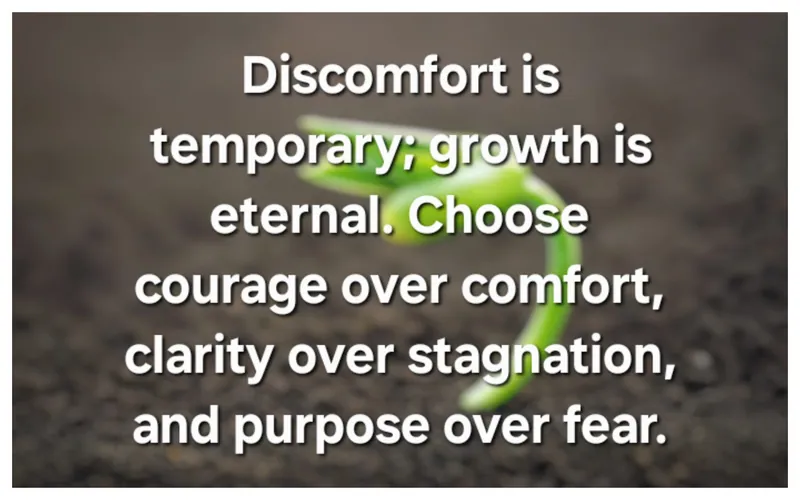 Discomfort is
temporary; growth is
eternal. Choose
courage over comfort,
clarity over stagnation,
and purpose over fear.